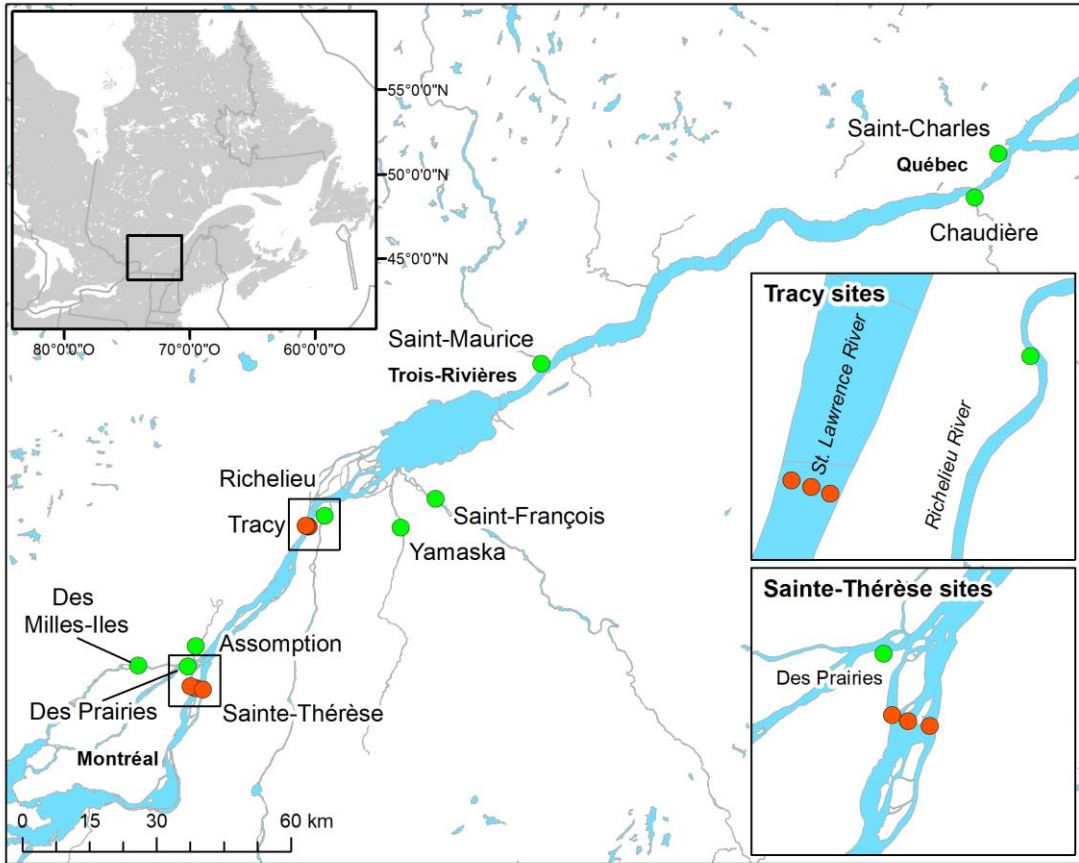 55°0'0"N
50°0'0"N
45°0'0"N
80°0'0"O
70°0'0"O
60°0'0"O
Saint-Charles
Québec
Chaudière
Saint-Maurice
Trois-Rivières
Richelieu
Tracy
Saint-François
Yamaska
Des
Milles-Iles
Assomption
Des Prairies
Sainte-Thérèse
Montréal
0 15 30 60 km
Tracy sites
St. Lawrence River
Richelieu River
Sainte-Thérèse sites
Des Prairies